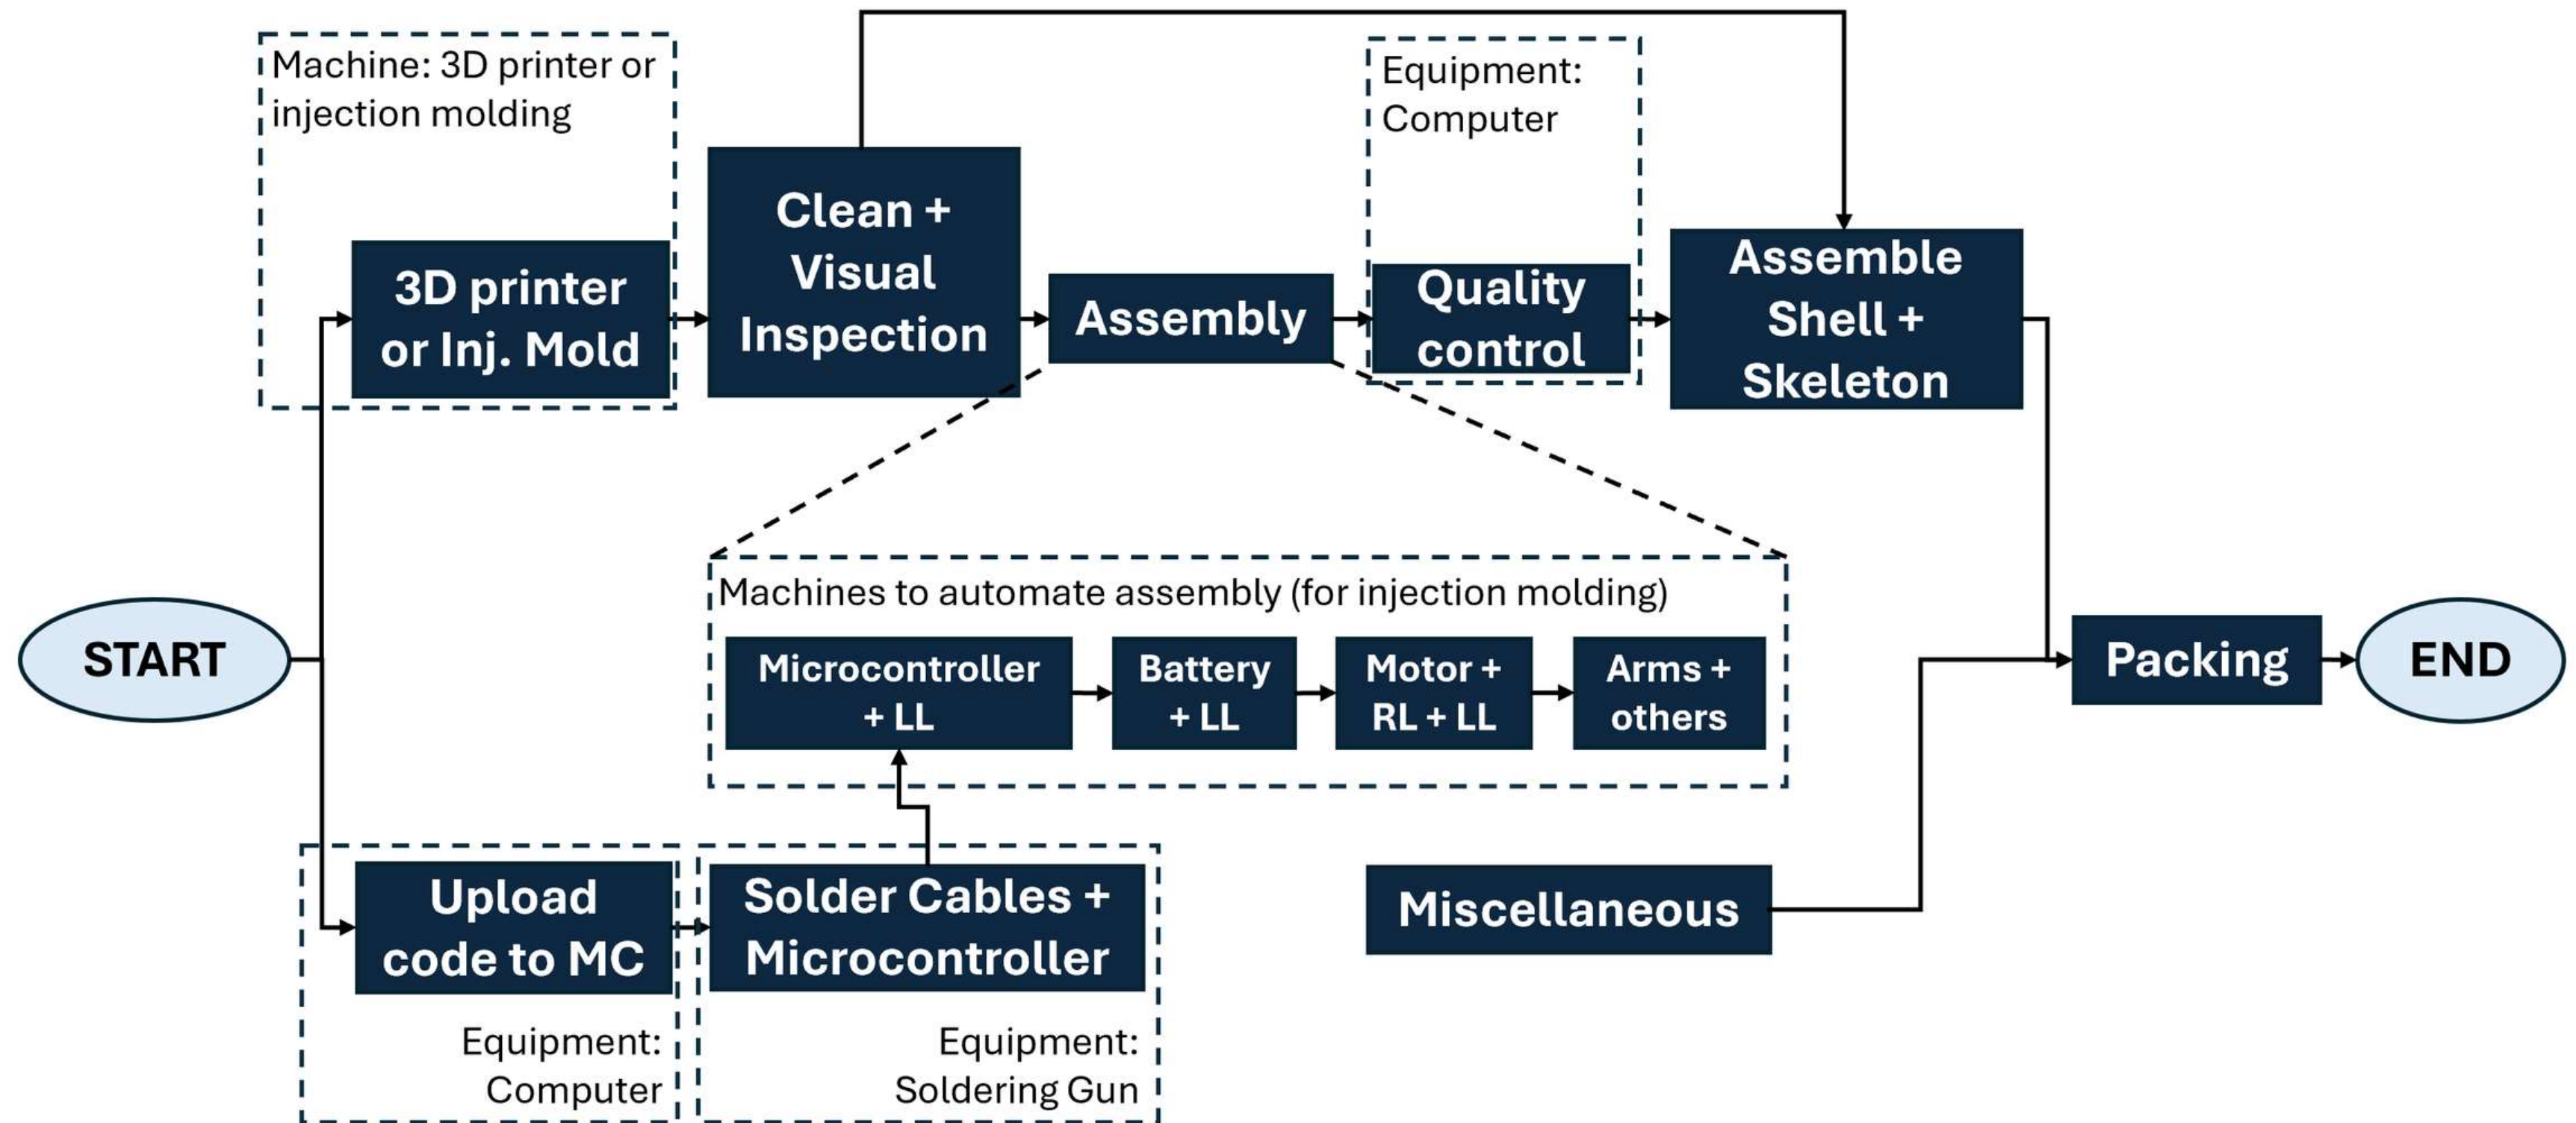 Machine: 3D printer or
injection molding
Equipment:
Computer
Clean +
Visual
Inspection
3D printer
or Inj. Mold
Assembly
Quality
control
Assemble
Shell +
Skeleton
Machines to automate assembly (for injection molding)
Microcontroller
+ LL
Battery
+ LL
Motor +
RL + LL
Arms +
others
START
Packing
END
Upload
code to MC
Solder Cables +
Microcontroller
Miscellaneous
Equipment:
Computer
Equipment:
Soldering Gun